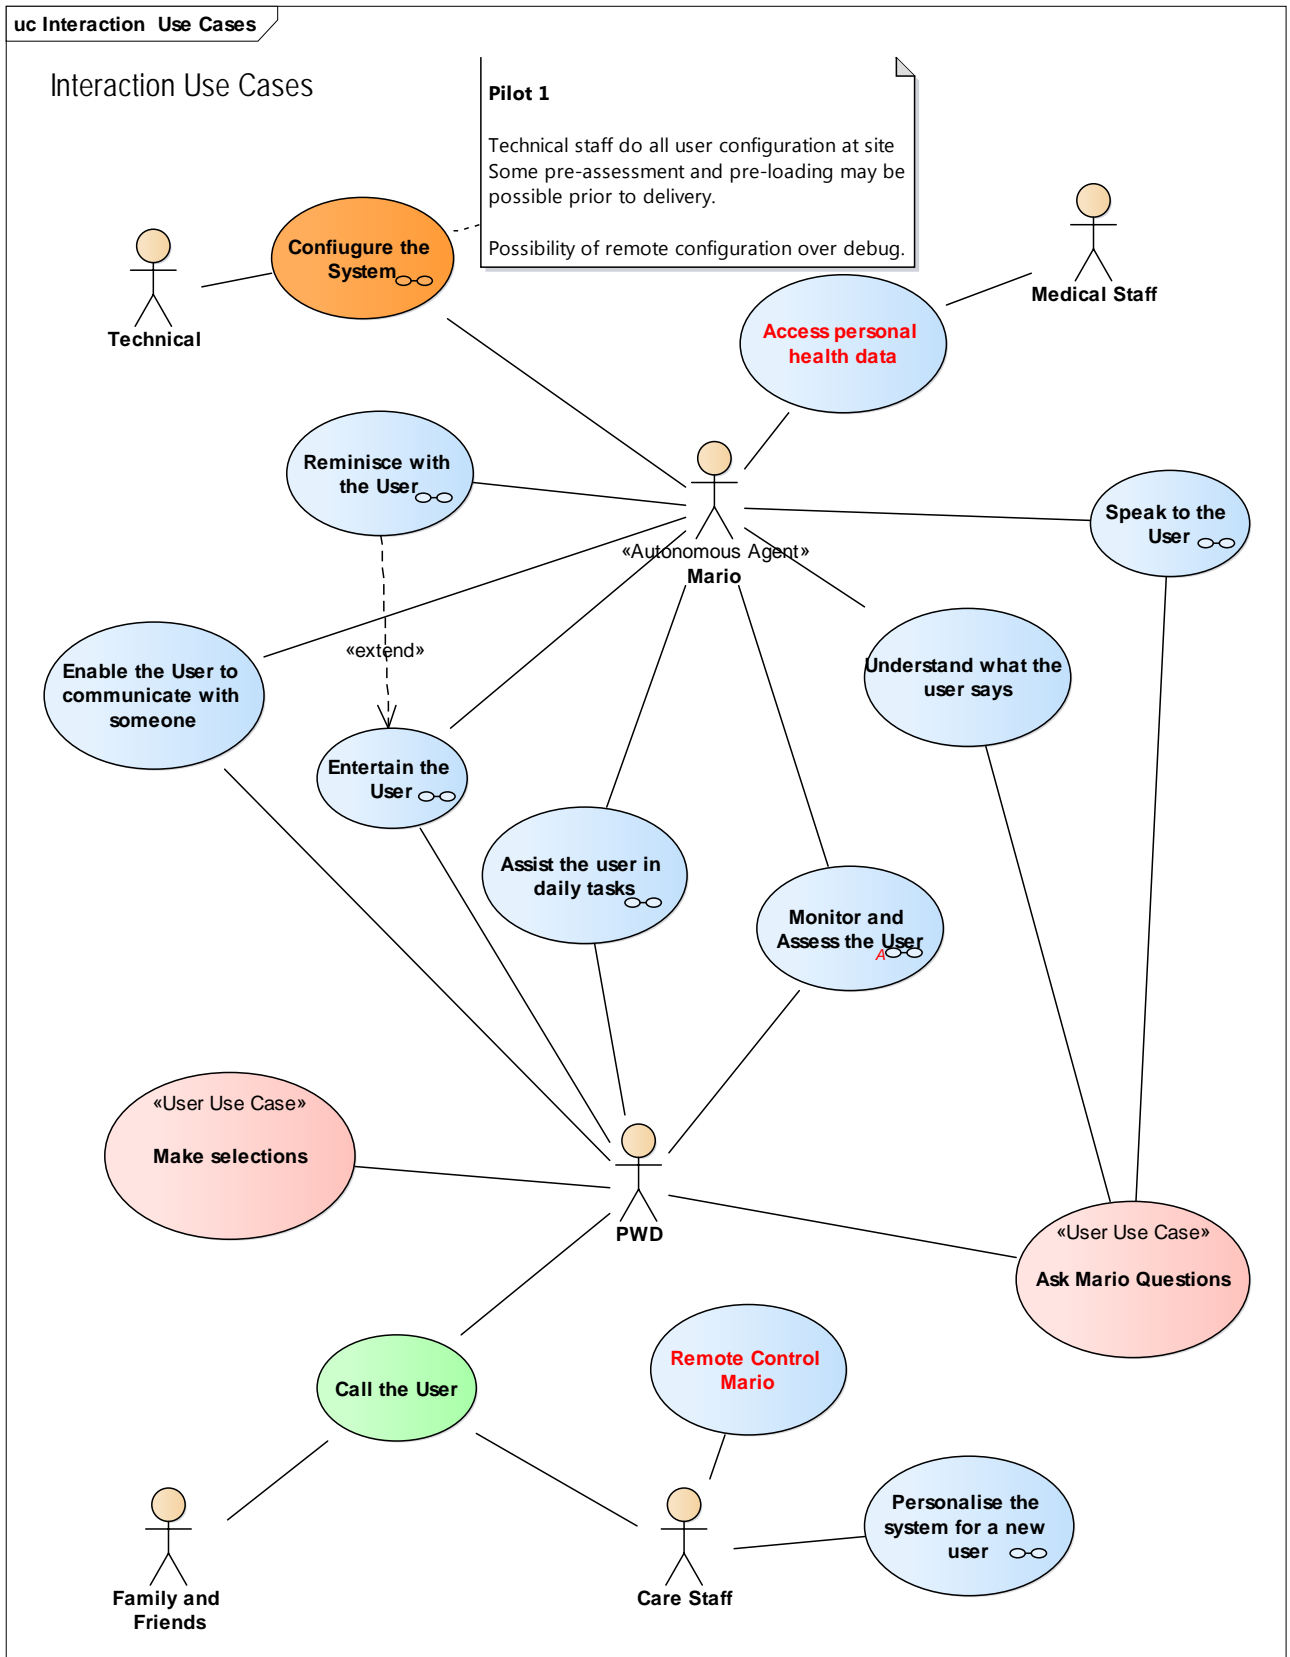 uc Interaction  Use Cases
Interaction Use Cases
Pilot 1
Technical staff do all user configuration at site
Some pre-assessment and pre-loading may be
possible prior to delivery.
Possibility of remote configuration over debug.
Confiugure the
System
Technical
Medical Staff
Access personal
health data
Reminisce with
the User
«Autonomous Agent»
Mario
Speak to the
User
«extend»
Enable the User to
communicate with
someone
Understand what the
user says
Entertain the
User
Assist the user in
daily tasks
Monitor and
Assess the User
A
«User Use Case»
Make selections
PWD
«User Use Case»
Ask Mario Questions
Call the User
Remote Control
Mario
Personalise the
system for a new
user
Family and
Friends
Care Staff